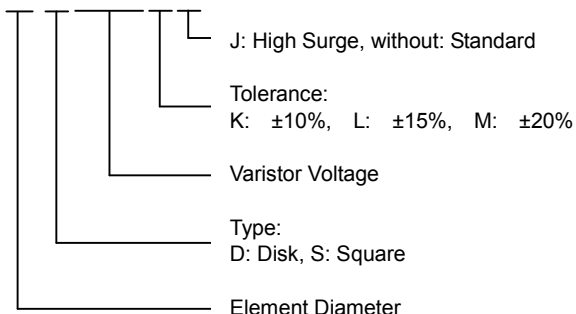 J: High Surge, without: Standard
Tolerance:
K: ±10%, L: ±15%, M: ±20%
Varistor Voltage
Type:
D: Disk, S: Square
Element Diameter